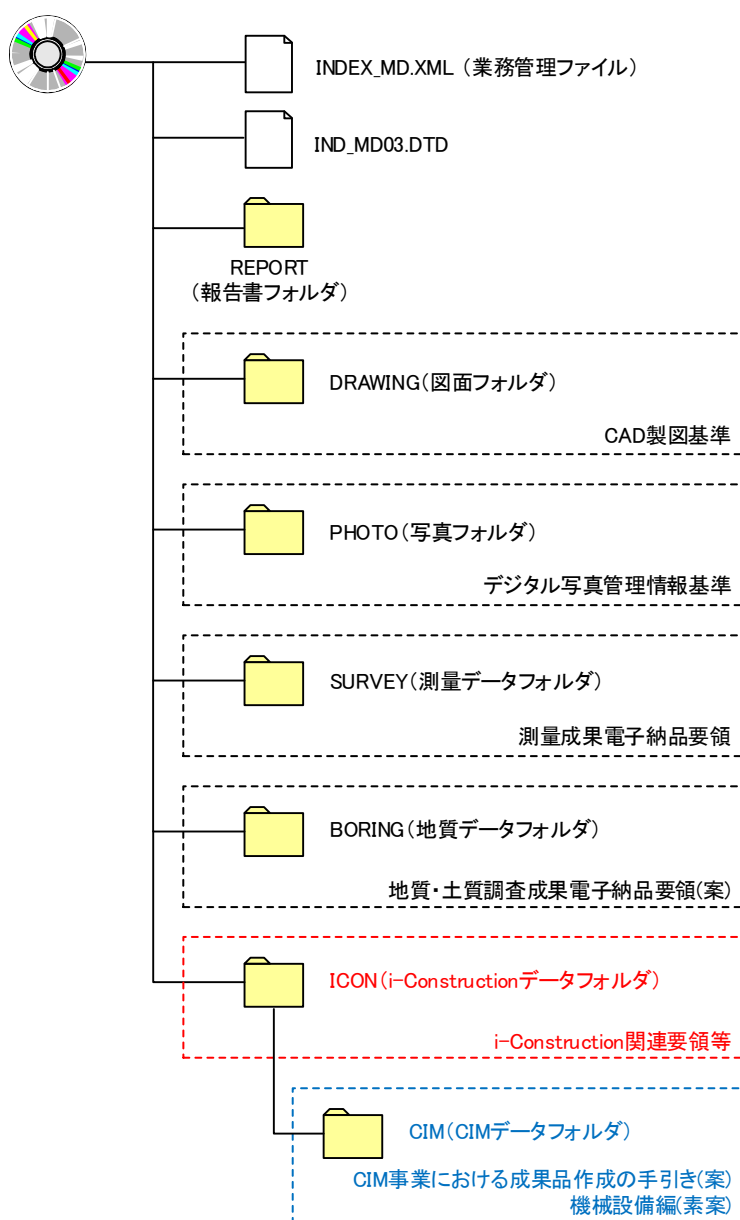 INDEX_MD.XML（業務管理ファイル）
IND_MD03.DTD
REPORT
（報告書フォルダ）
DRAWING（図面フォルダ）
CAD製図基準
PHOTO（写真フォルダ）
デジタル写真管理情報基準
SURVEY（測量データフォルダ）
測量成果電子納品要領
BORING（地質データフォルダ）
地質・土質調査成果電子納品要領(案)
ICON（i-Constructionデータフォルダ）
i-Construction関連要領等
CIM（CIMデータフォルダ）
CIM事業における成果品作成の手引き(案)
機械設備編(素案)